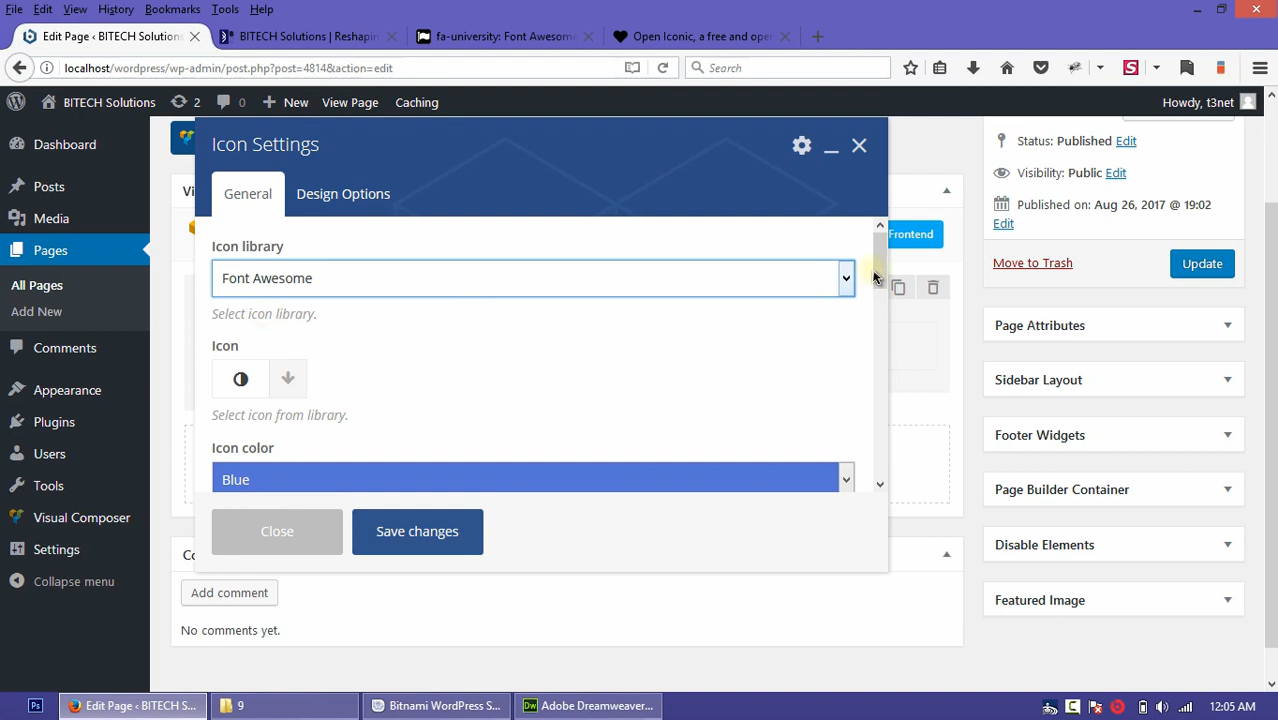 File Edit View History Bookmarks Tools Help
Edit Page ‹ BITECH Solutions
BITECH Solutions | Reshapin
fa-university: Font Awesome
Open Iconic, a free and open
localhost/wordpress/wp-admin/post.php?post=4814&action=edit
Search
BITECH Solutions 2 0 New View Page Caching Howdy, t3net
Dashboard
Posts
Media
Pages
All Pages
Add New
Comments
Appearance
Plugins
Users
Tools
Visual Composer
Settings
Collapse menu
Icon Settings
General Design Options
Icon library
Font Awesome
Select icon library.
Icon
Select icon from library.
Icon color
Blue
Close Save changes
Frontend
Add comment
No comments yet.
Status: Published Edit
Visibility: Public Edit
Published on: Aug 26, 2017 @ 19:02
Edit
Move to Trash Update
Page Attributes
Sidebar Layout
Footer Widgets
Page Builder Container
Disable Elements
Featured Image
Ps Edit Page ‹ BITECH S... 9 Bitnami WordPress S... Dw Adobe Dreamweaver... 12:05 AM